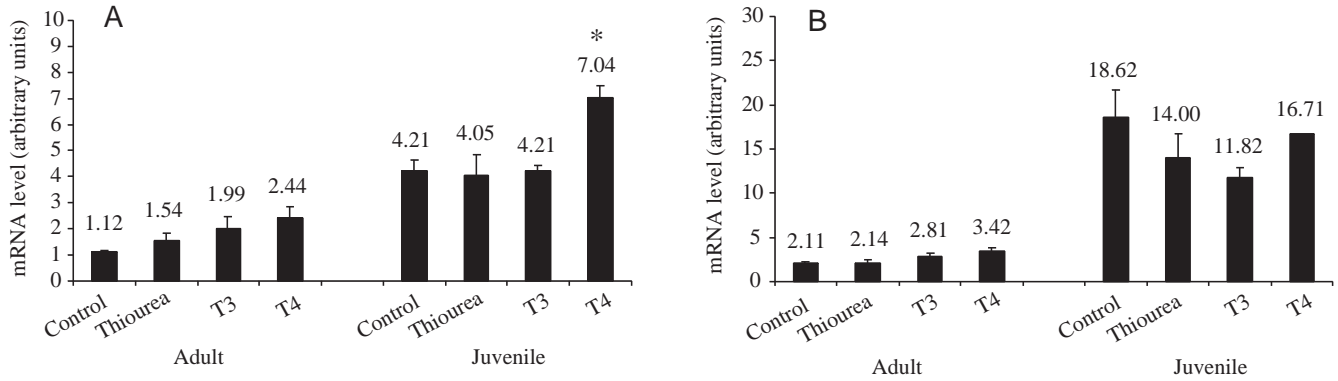 A
mRNA level (arbitrary units)
10
9
8
7
6
5
4
3
2
1
0
1.12
1.54
1.99
2.44
4.21
4.05
4.21
*
7.04
Control
Thiourea
T3
T4
Control
Thiourea
T3
T4
Adult
Juvenile
B
mRNA level (arbitrary units)
30
25
20
15
10
5
0
2.11
2.14
2.81
3.42
18.62
14.00
11.82
16.71
Control
Thiourea
T3
T4
Control
Thiourea
T3
T4
Adult
Juvenile